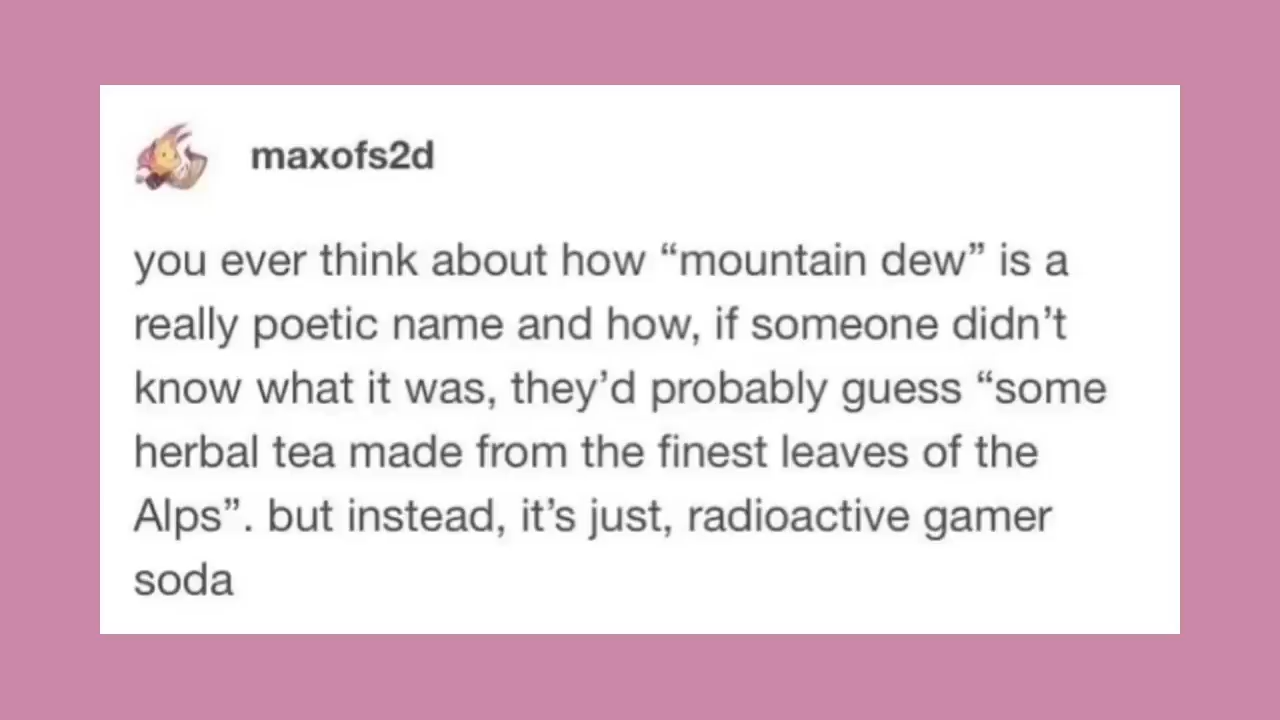 maxofs2d
you ever think about how “mountain dew” is a
really poetic name and how, if someone didn’t
know what it was, they’d probably guess “some
herbal tea made from the finest leaves of the
Alps”. but instead, it’s just, radioactive gamer
soda